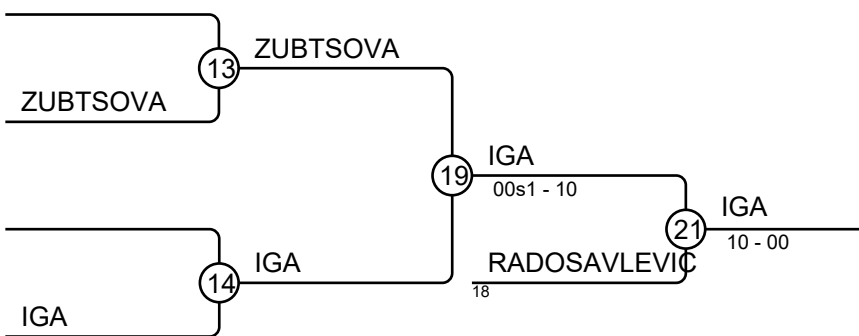 ZUBTSOVA
13
ZUBTSOVA
IGA
19
00s1 - 10
IGA
21
10 - 00
RADOSAVLEVIC
18
IGA
14
IGA